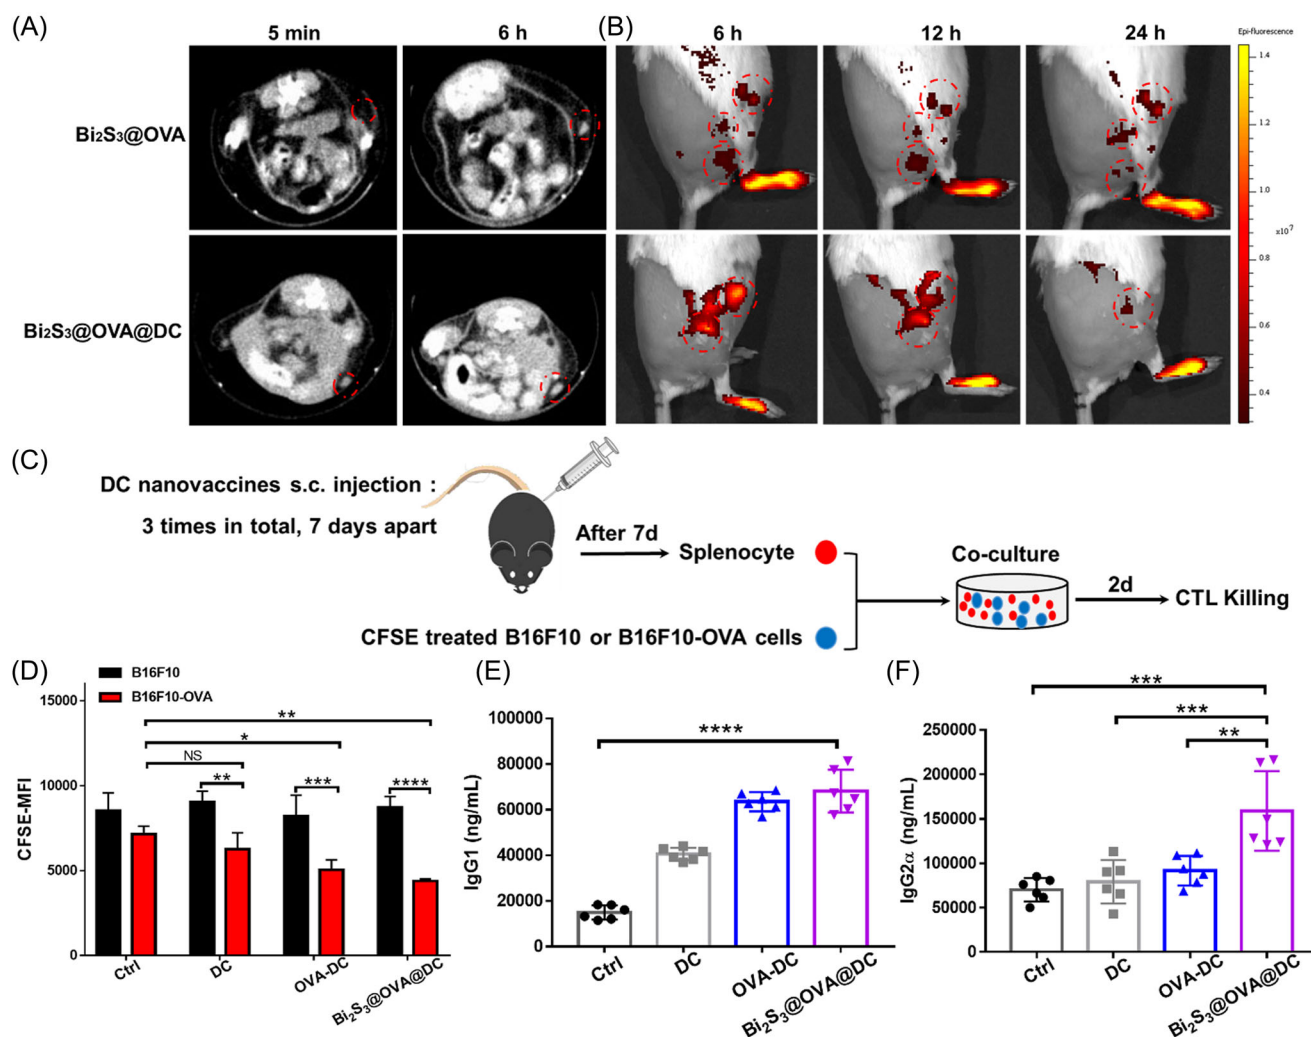 (A)
5 min
6 h
(B)
6 h
12 h
24 h
Epi-fluorescence
Bi₂S₃@OVA
Bi₂S₃@OVA@DC
1.4
1.2
1.0
×10⁷
0.8
0.6
0.4
(C)
DC nanovaccines s.c. injection :
3 times in total, 7 days apart
After 7d
Splenocyte
Co-culture
2d
CTL Killing
CFSE treated B16F10 or B16F10-OVA cells
(D)
B16F10
B16F10-OVA
CFSE-MFI
15000
10000
5000
0
**
*
NS
**
***
****
Ctrl
DC
OVA-DC
Bi₂S₃@OVA@DC
(E)
IgG1 (ng/mL)
100000
80000
60000
40000
20000
0
****
Ctrl
DC
OVA-DC
Bi₂S₃@OVA@DC
(F)
IgG2α (ng/mL)
250000
200000
150000
100000
50000
0
***
***
**
Ctrl
DC
OVA-DC
Bi₂S₃@OVA@DC